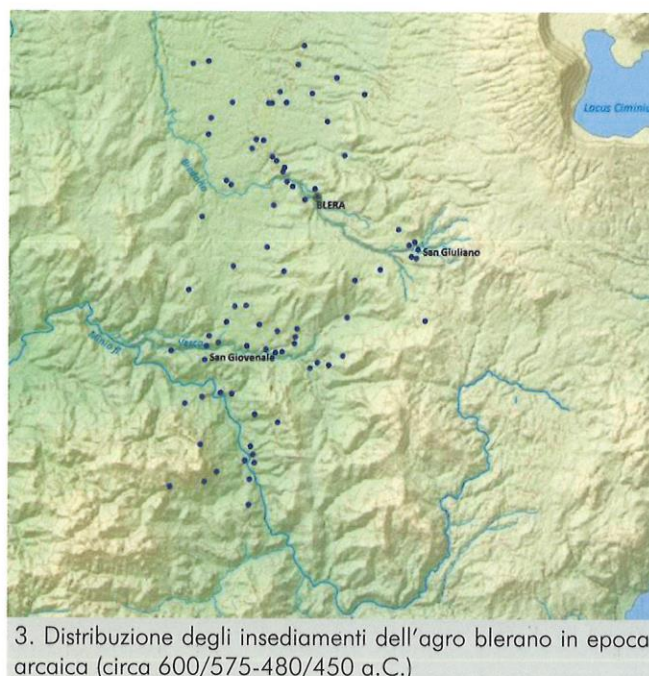 Lacus Ciminiu
BLERA
San Giuliano
Vesca
San Giovenale
3. Distribuzione degli insediamenti dell'agro blerano in epoca
arcaica (circa 600/575-480/450 a.C.)